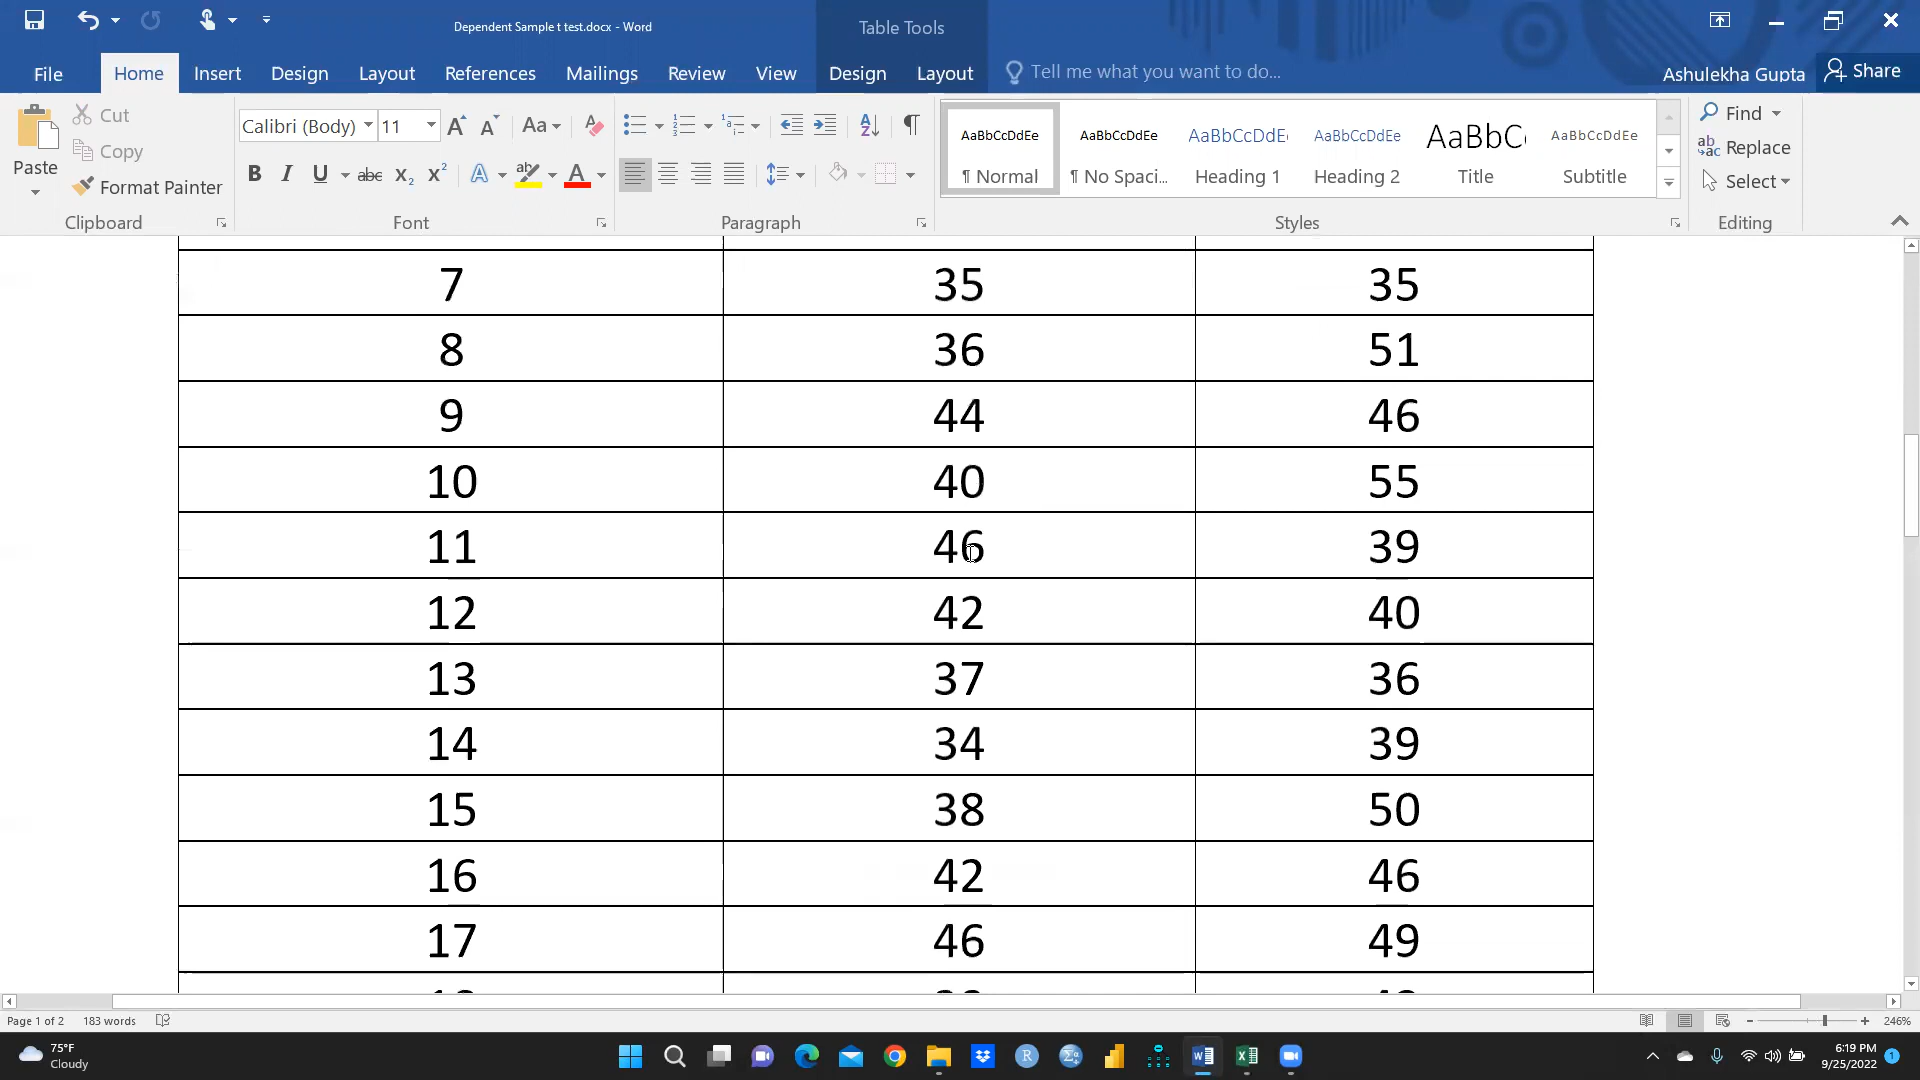 Dependent Sample t test.docx - Word
Table Tools
File Home Insert Design Layout References Mailings Review View Design Layout Tell me what you want to do... Ashulekha Gupta Share
Paste
Cut
Copy
Format Painter
Clipboard
Calibri (Body) 11
Font
Paragraph
AaBbCcDdEe AaBbCcDdEe AaBbCcDdE AaBbCcDdEe AaBbC AaBbCcDdEe
¶ Normal ¶ No Spaci... Heading 1 Heading 2 Title Subtitle
Styles
Find
Replace
Select
Editing
7 35 35
8 36 51
9 44 46
10 40 55
11 46 39
12 42 40
13 37 36
14 34 39
15 38 50
16 42 46
17 46 49
Page 1 of 2 183 words 246%
75°F
Cloudy
6:19 PM
9/25/2022